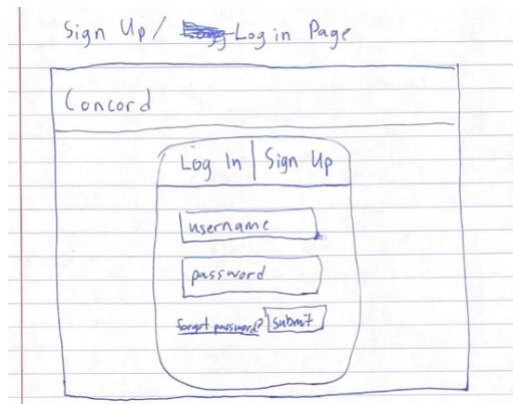 Sign Up/ Log in Page
Concord
Log In | Sign Up
username
password
forgot password? submit